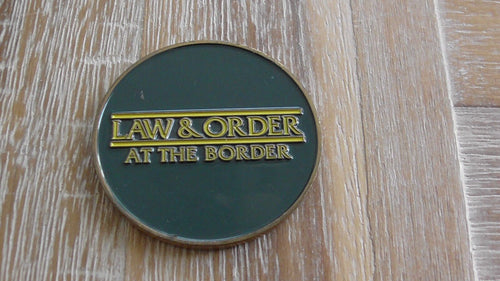 LAW & ORDER
AT THE BORDER